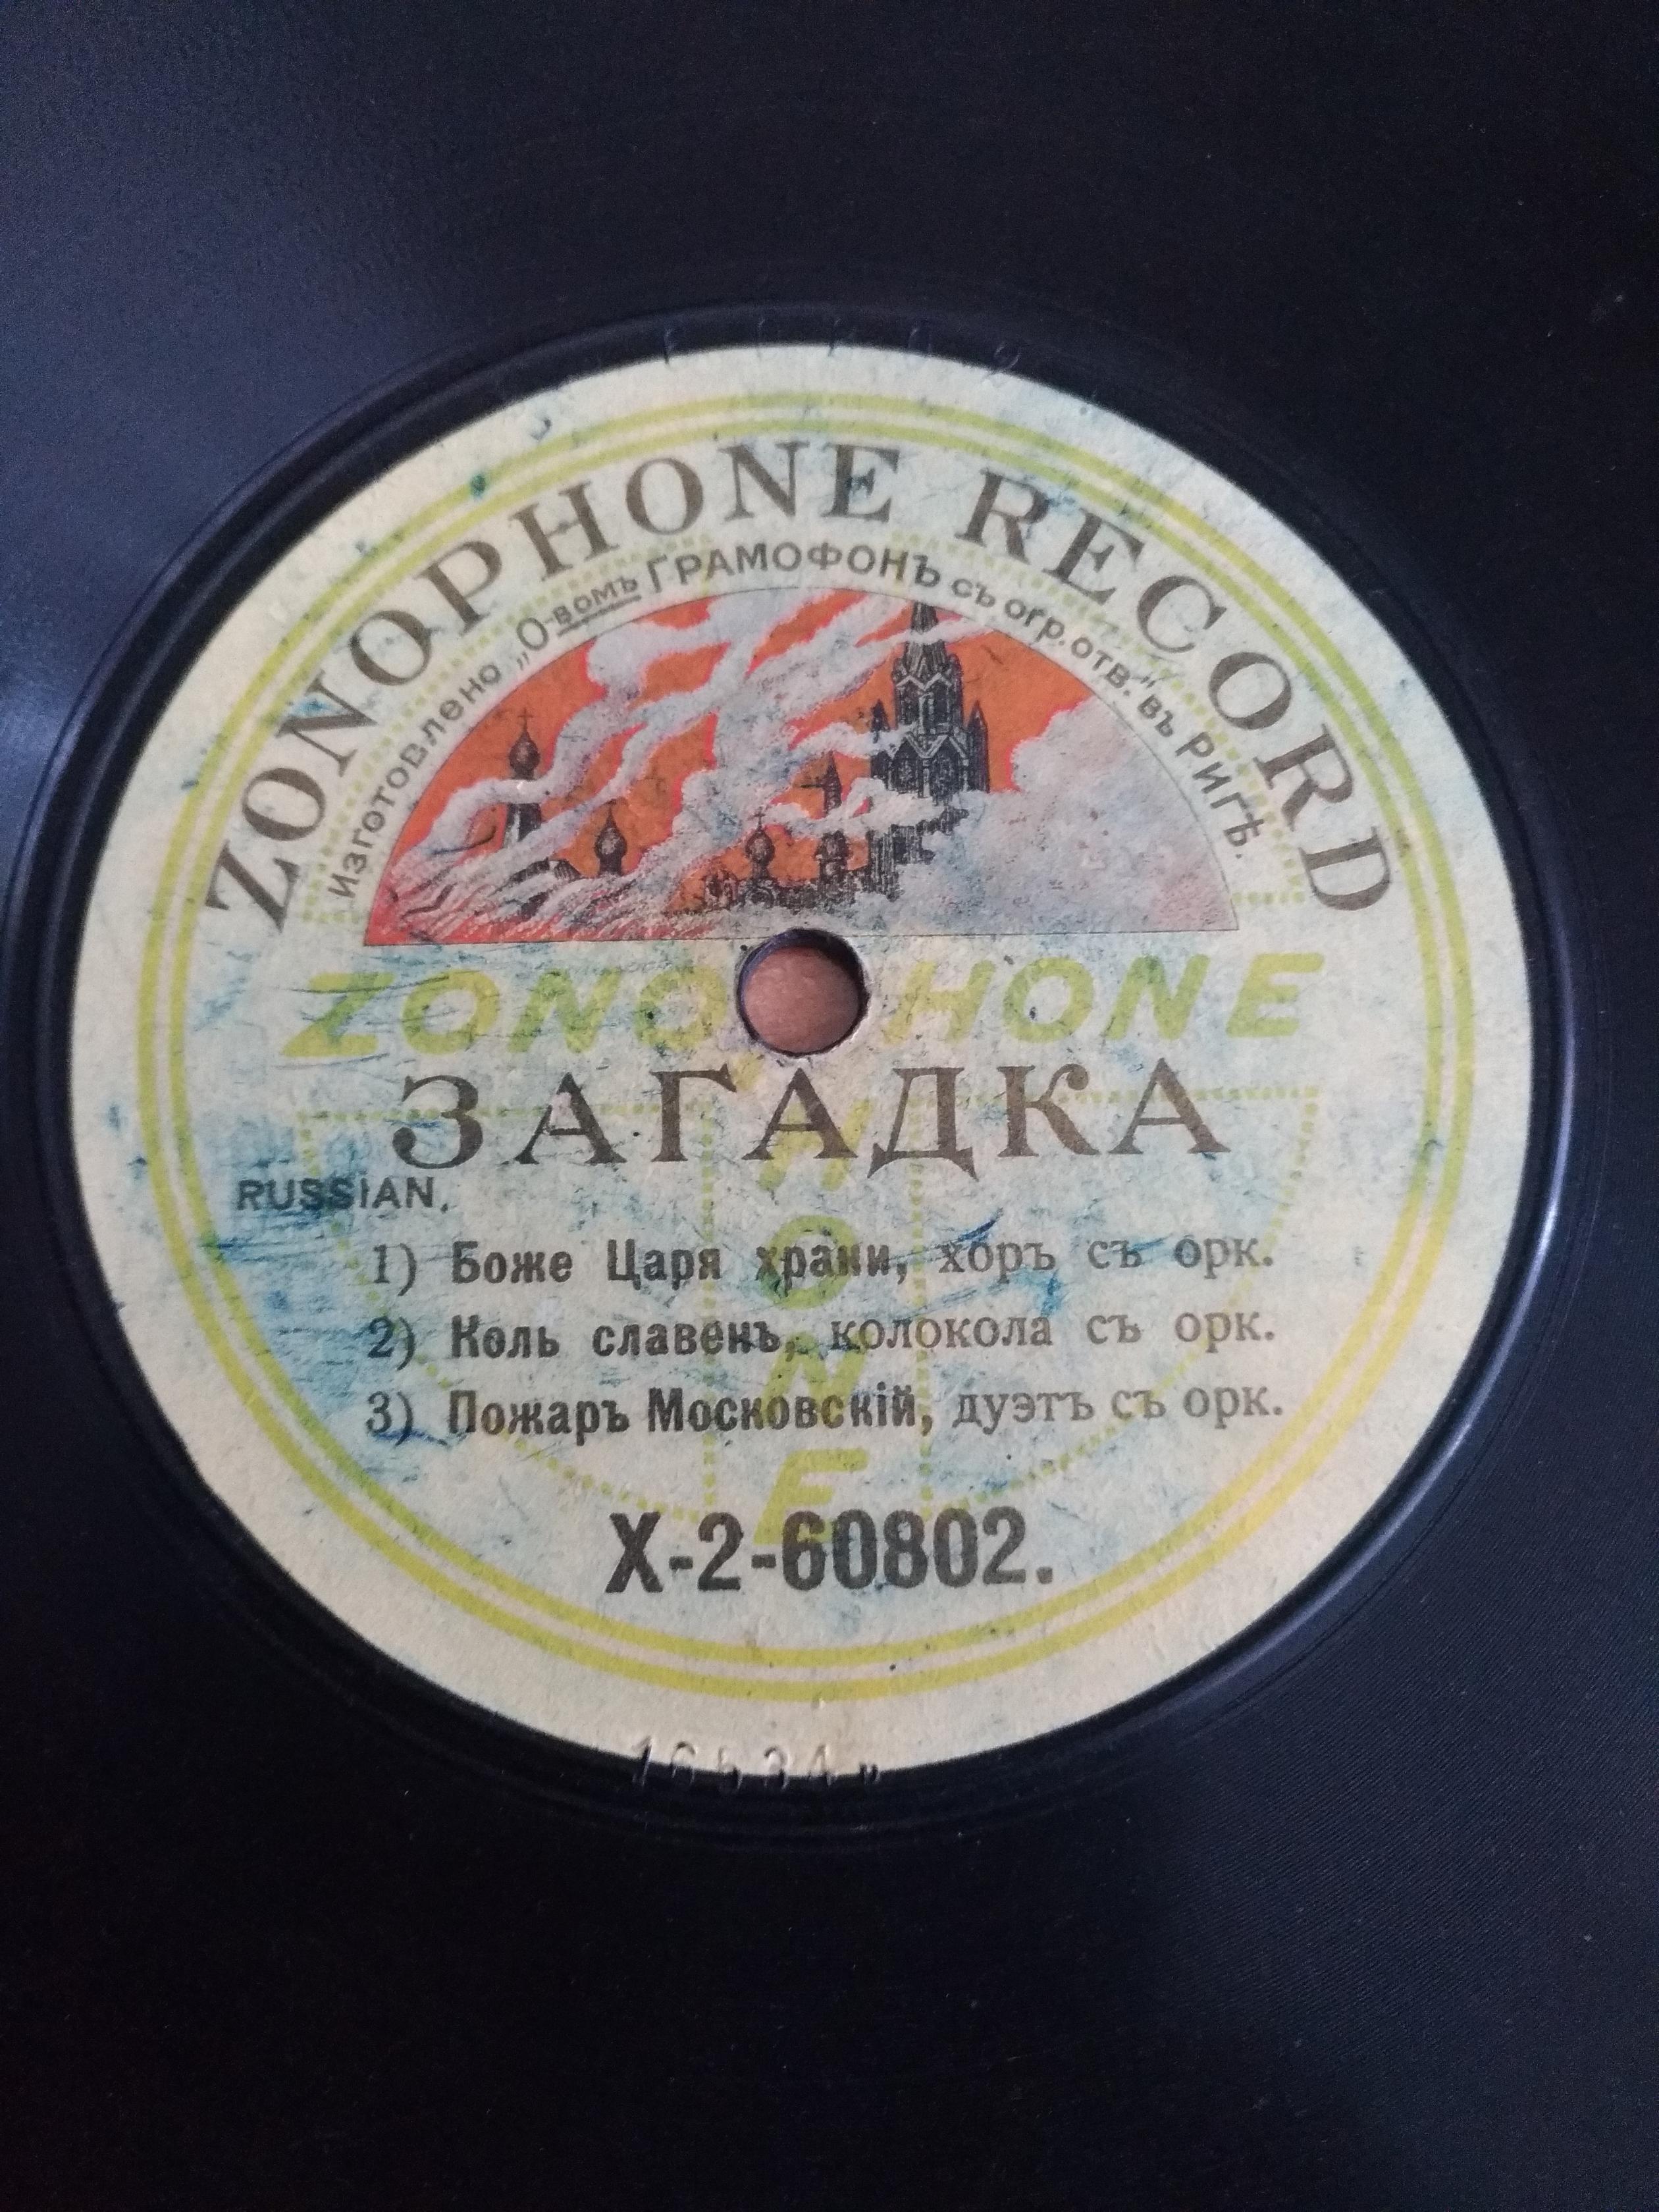 ZONOPHONE RECORD
Изготовлено „О-вомъ ГРАМОФОНЪ съ огр. отв.“ въ РИГѢ.
ZONOPHONE
ЗАГАДКА
RUSSIAN.
1) Боже Царя храни, хоръ съ орк.
2) Коль славенъ, колокола съ орк.
3) Пожаръ Московскій, дуэтъ съ орк.
X-2-60802.
16534